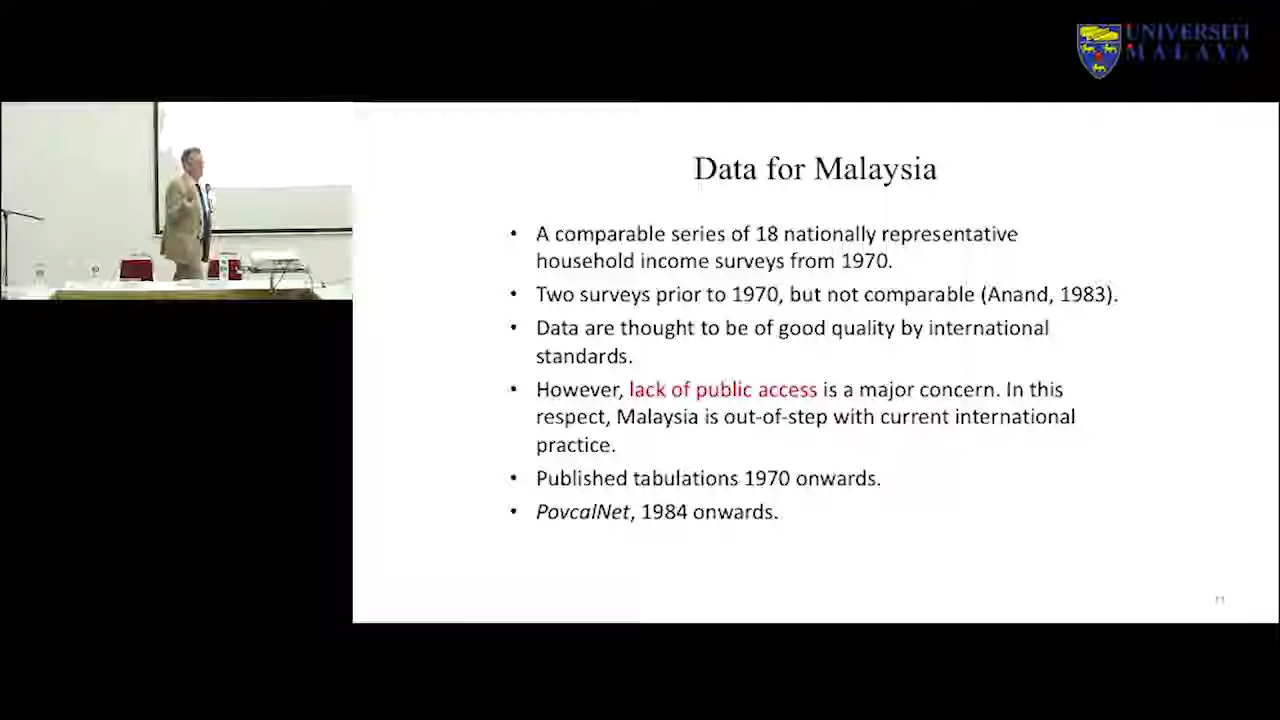 UNIVERSITI
MALAYA
Data for Malaysia
• A comparable series of 18 nationally representative
household income surveys from 1970.
• Two surveys prior to 1970, but not comparable (Anand, 1983).
• Data are thought to be of good quality by international
standards.
• However, lack of public access is a major concern. In this
respect, Malaysia is out-of-step with current international
practice.
• Published tabulations 1970 onwards.
• PovcalNet, 1984 onwards.
11